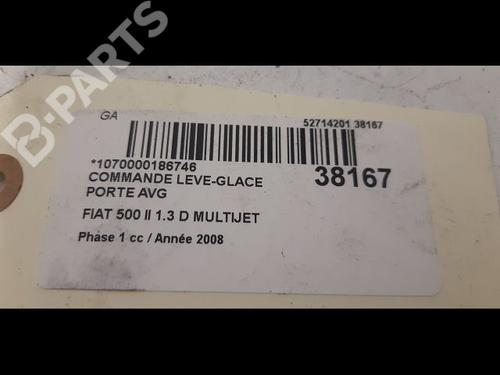 B-PARTS
GA
52714201 38167
*1070000186746
38167
COMMANDE LEVE-GLACE
PORTE AVG
FIAT 500 II 1.3 D MULTIJET
Phase 1 cc / Année 2008